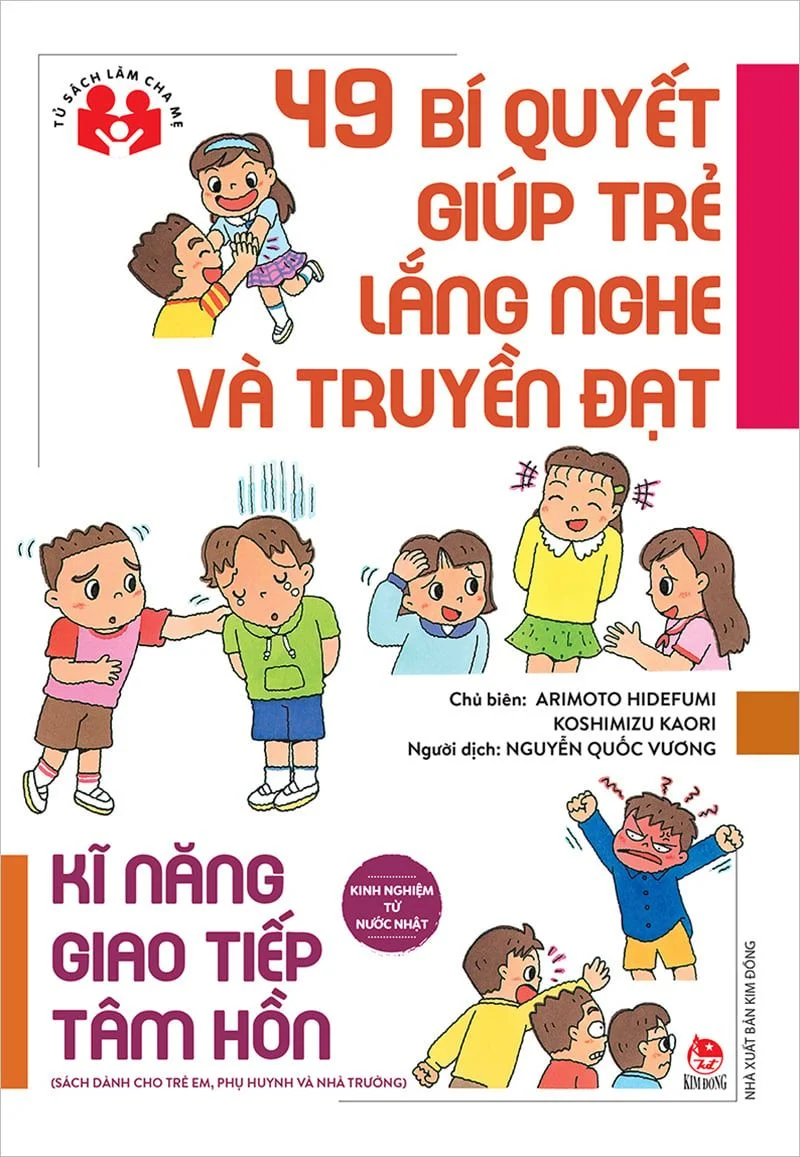 TỦ SÁCH LÀM CHA MẸ
49 BÍ QUYẾT
GIÚP TRẺ
LẮNG NGHE
VÀ TRUYỀN ĐẠT
Chủ biên: ARIMOTO HIDEFUMI
KOSHIMIZU KAORI
Người dịch: NGUYỄN QUỐC VƯƠNG
KĨ NĂNG
GIAO TIẾP
TÂM HỒN
(SÁCH DÀNH CHO TRẺ EM, PHỤ HUYNH VÀ NHÀ TRƯỜNG)
KINH NGHIỆM
TỪ
NƯỚC NHẬT
KIM ĐỒNG
NHÀ XUẤT BẢN KIM ĐỒNG